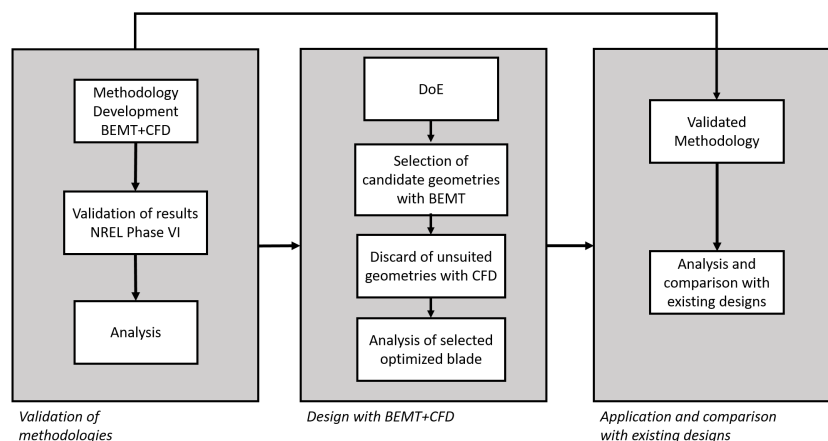 Methodology
Development
BEMT+CFD
Validation of results
NREL Phase VI
Analysis
Validation of
methodologies
DoE
Selection of
candidate geometries
with BEMT
Discard of unsuited
geometries with CFD
Analysis of selected
optimized blade
Design with BEMT+CFD
Validated
Methodology
Analysis and
comparison with
existing designs
Application and comparison
with existing designs